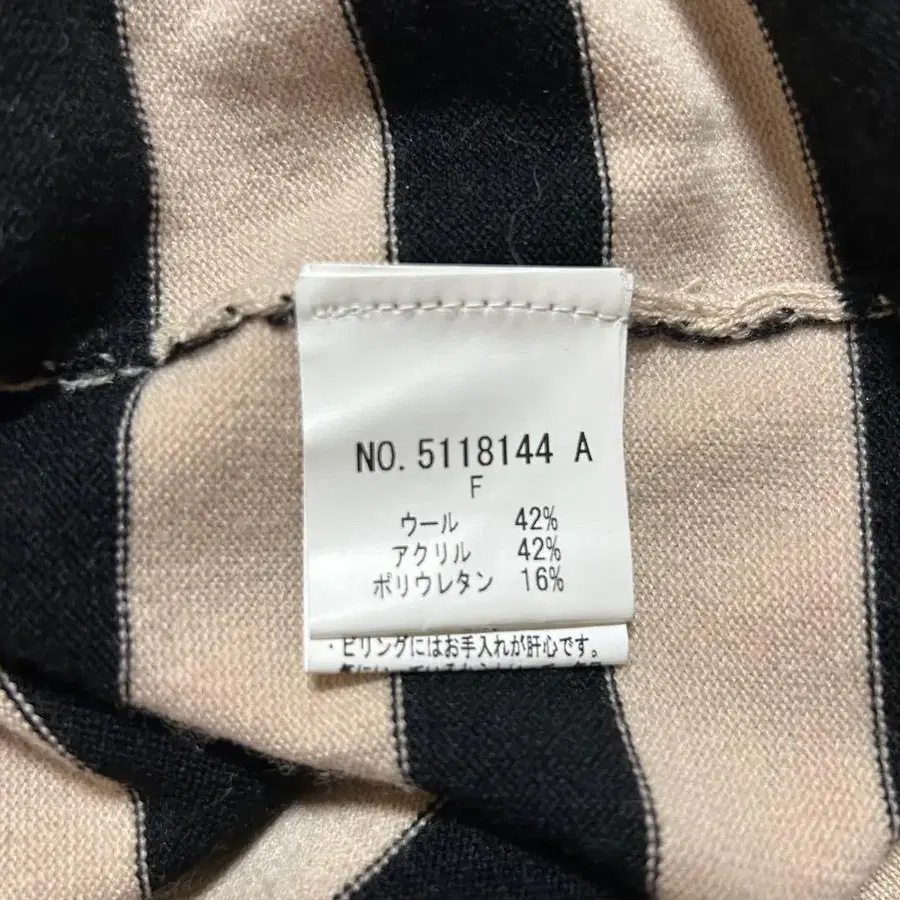 NO. 5118144 A
F
ウール 42%
アクリル 42%
ポリウレタン 16%
・ピリングにはお手入れが肝心です。